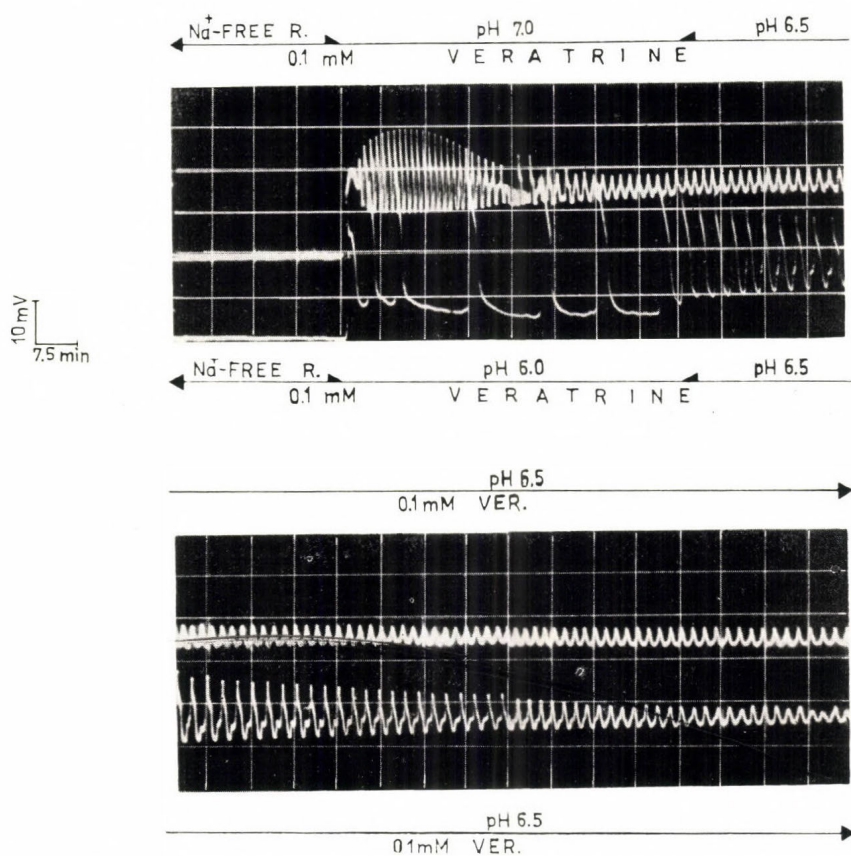 Na⁺-FREE R. pH 7.0 pH 6.5
0.1 mM VERATRINE
10 mV
7.5 min
Na⁺-FREE R. pH 6.0 pH 6.5
0.1 mM VERATRINE
pH 6.5
0.1 mM VER.
pH 6.5
01 mM VER.